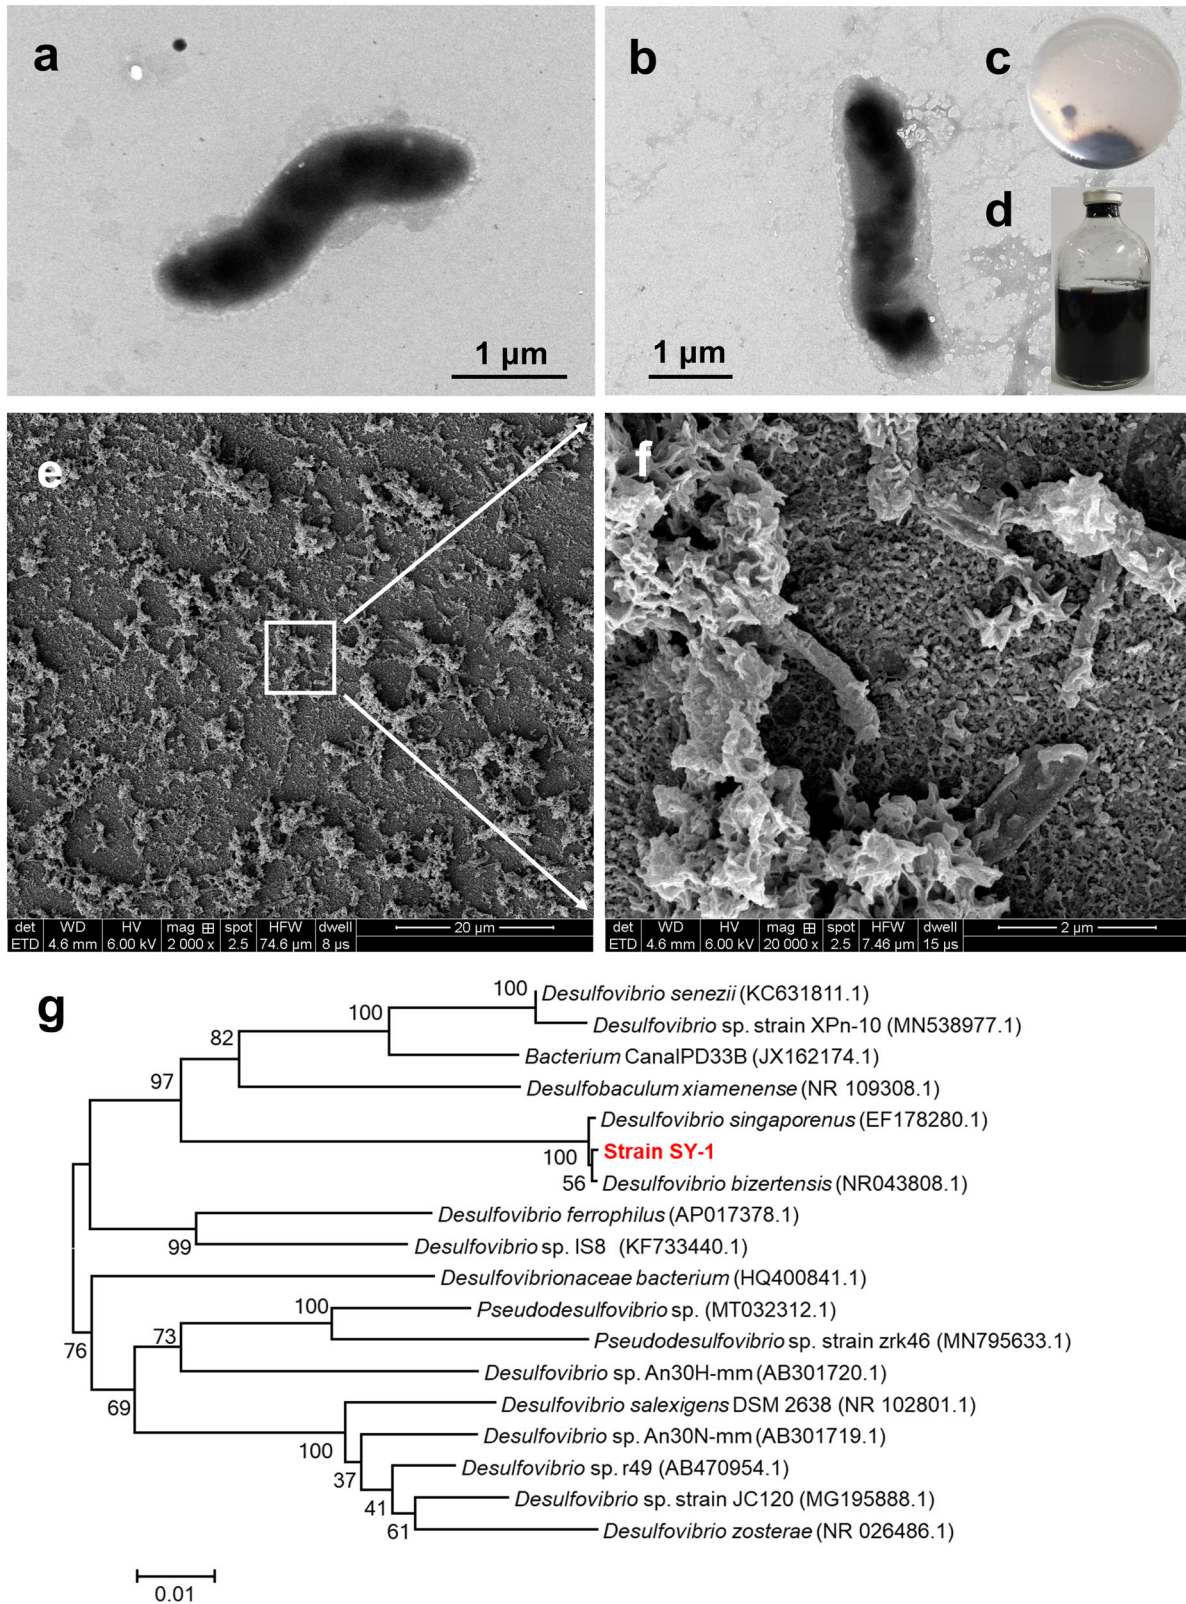 a
1 µm
b
1 µm
c
d
e
det WD HV mag spot HFW dwell 20 µm
ETD 4.6 mm 6.00 kV 2 000 x 2.5 74.6 µm 8 µs
f
det WD HV mag spot HFW dwell 2 µm
ETD 4.6 mm 6.00 kV 20 000 x 2.5 7.46 µm 15 µs
g
100 Desulfovibrio senezii (KC631811.1)
100
Desulfovibrio sp. strain XPn-10 (MN538977.1)
82
Bacterium CanalPD33B (JX162174.1)
97
Desulfobaculum xiamenense (NR 109308.1)
Desulfovibrio singaporenus (EF178280.1)
100 Strain SY-1
56 Desulfovibrio bizertensis (NR043808.1)
Desulfovibrio ferrophilus (AP017378.1)
99 Desulfovibrio sp. IS8 (KF733440.1)
Desulfovibrionaceae bacterium (HQ400841.1)
100 Pseudodesulfovibrio sp. (MT032312.1)
76 73 Pseudodesulfovibrio sp. strain zrk46 (MN795633.1)
Desulfovibrio sp. An30H-mm (AB301720.1)
69 Desulfovibrio salexigens DSM 2638 (NR 102801.1)
100 Desulfovibrio sp. An30N-mm (AB301719.1)
37 Desulfovibrio sp. r49 (AB470954.1)
41 Desulfovibrio sp. strain JC120 (MG195888.1)
61 Desulfovibrio zosterae (NR 026486.1)
0.01